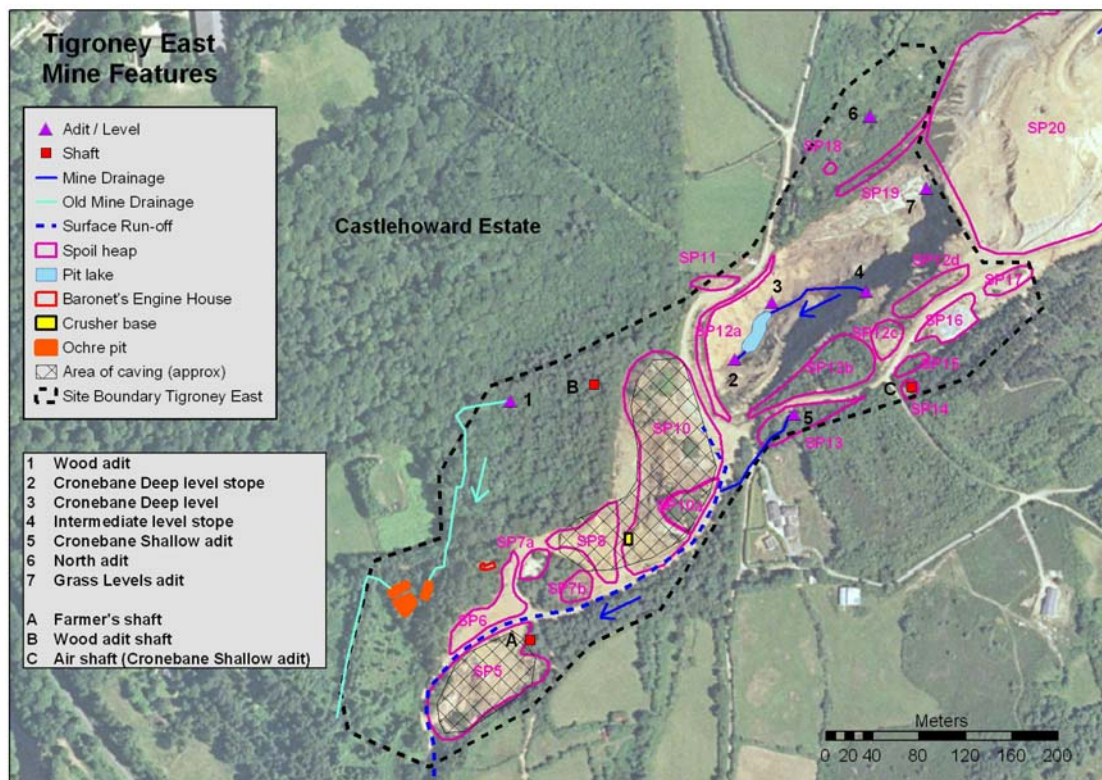 Tigroney East
Mine Features
Adit / Level
Shaft
Mine Drainage
Old Mine Drainage
Surface Run-off
Spoil heap
Pit lake
Baronet's Engine House
Crusher base
Ochre pit
Area of caving (approx)
Site Boundary Tigroney East
1 Wood adit
2 Cronebane Deep level stope
3 Cronebane Deep level
4 Intermediate level stope
5 Cronebane Shallow adit
6 North adit
7 Grass Levels adit
A Farmer's shaft
B Wood adit shaft
C Air shaft (Cronebane Shallow adit)
Castlehoward Estate
6
SP20
SP18
SP19
7
SP11
SP12d
SP17
4
3
SP12a
SP16
SP12c
2
SP12b
SP15
B
C
SP14
1
5
SP10
SP13
SP10a
SP7a
SP8
SP7b
SP6
A
SP5
Meters
0 20 40 80 120 160 200